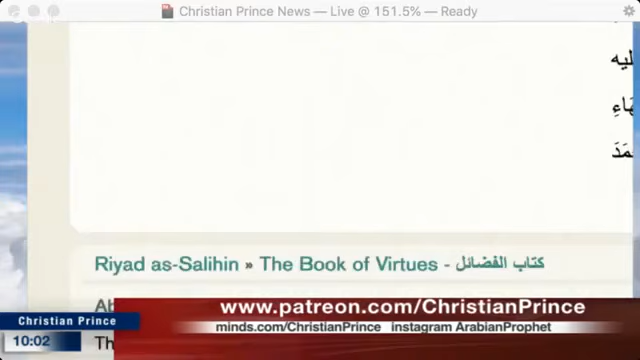 Christian Prince News — Live @ 151.5% — Ready
Riyad as-Salihin » The Book of Virtues - كتاب الفضائل
www.patreon.com/ChristianPrince
Christian Prince
minds.com/ChristianPrince instagram ArabianProphet
10:02